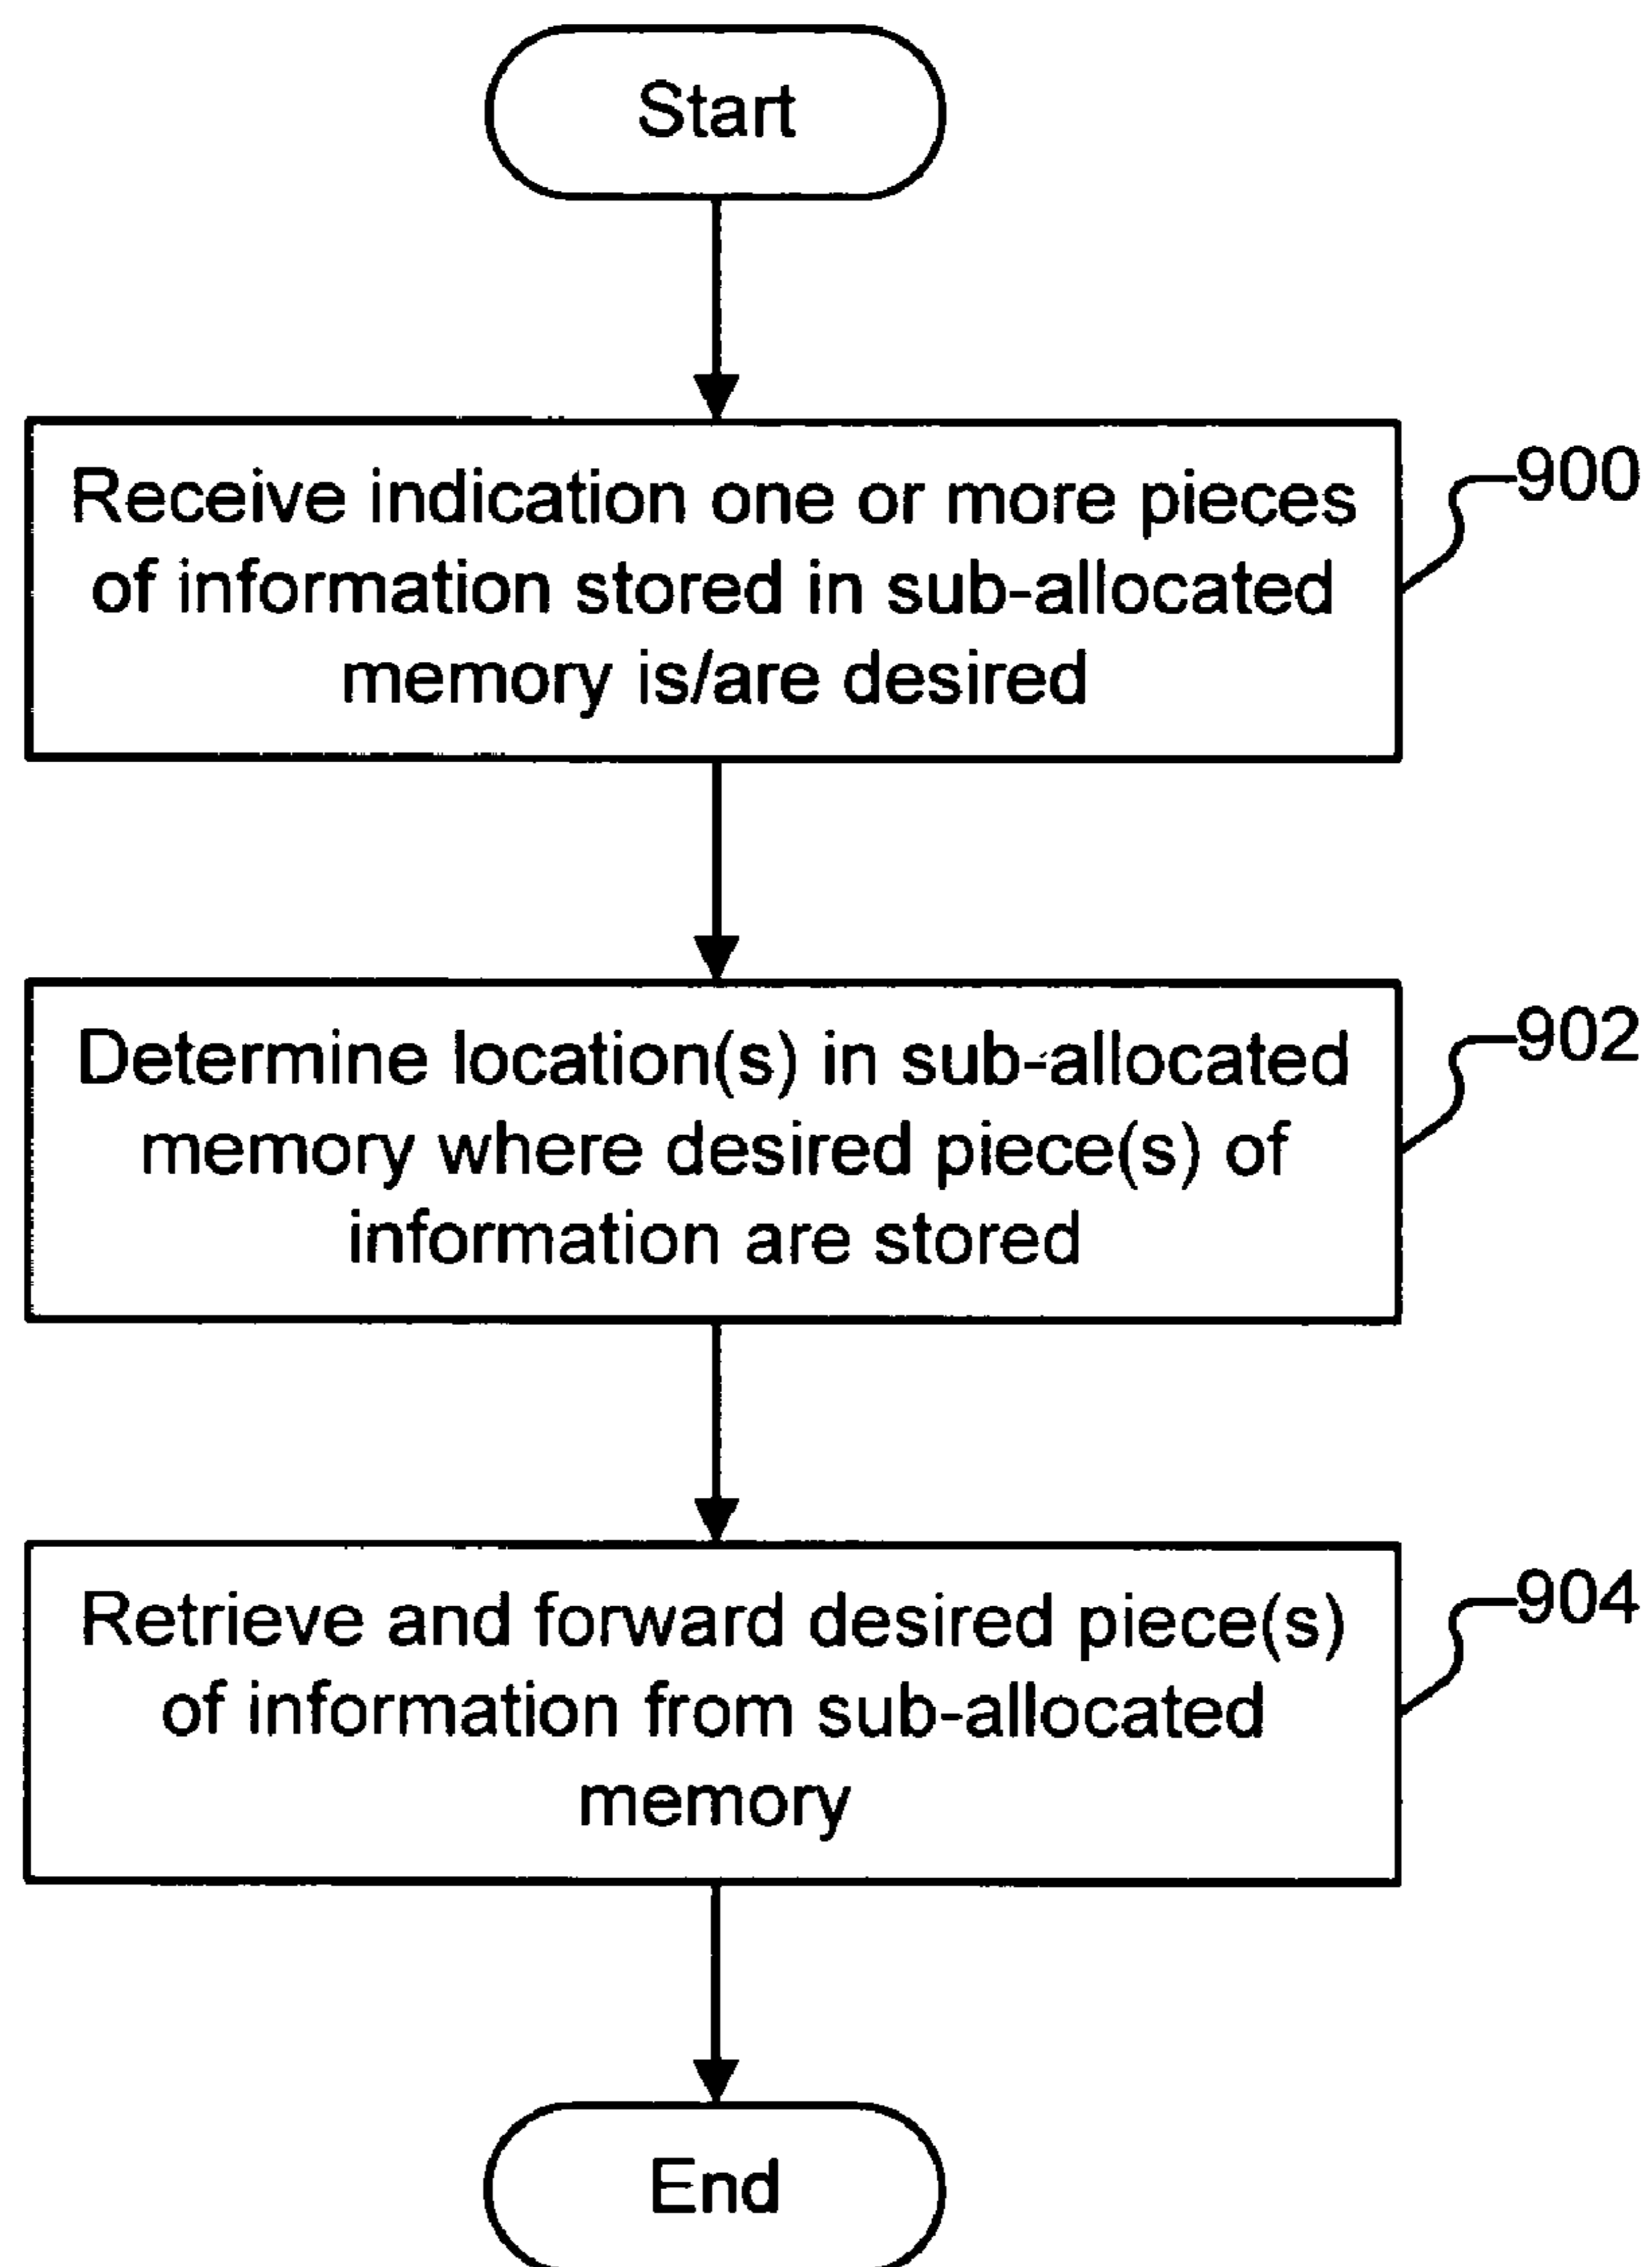 Start
Receive indication one or more pieces
of information stored in sub-allocated
memory is/are desired
900
Determine location(s) in sub-allocated
memory where desired piece(s) of
information are stored
902
Retrieve and forward desired piece(s)
of information from sub-allocated
memory
904
End